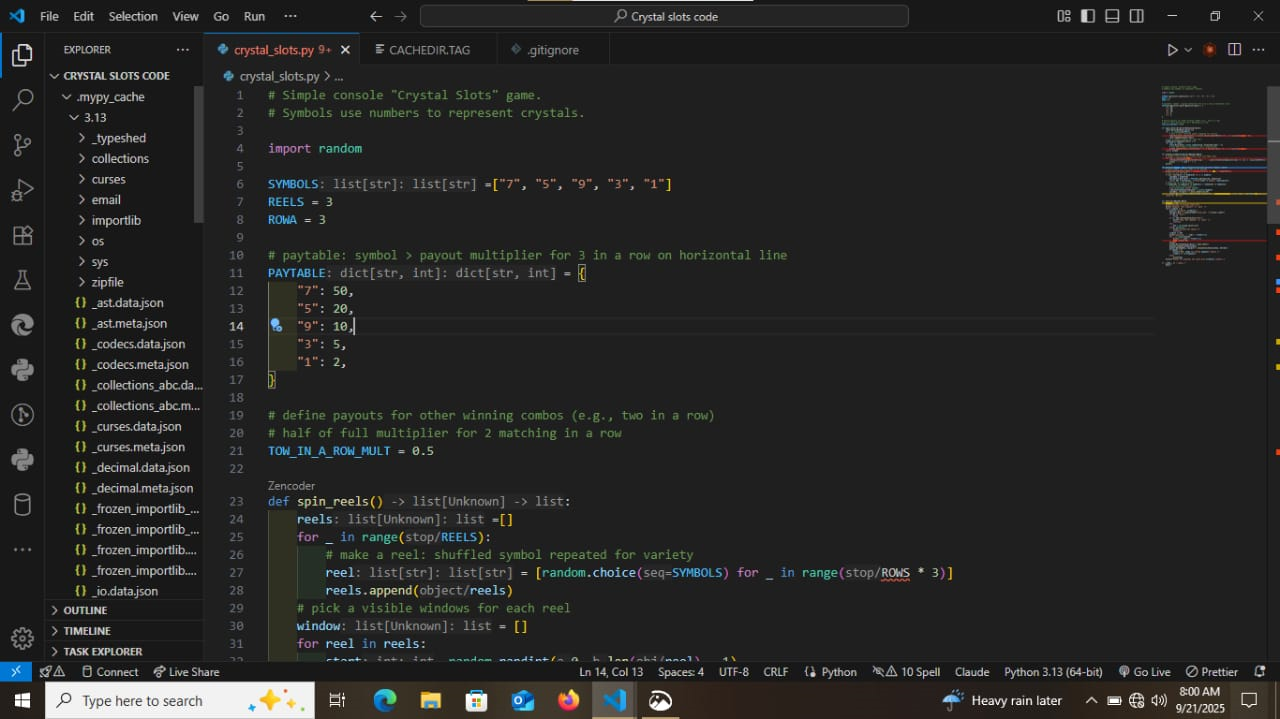 File Edit Selection View Go Run ··· Crystal slots code
EXPLORER ···
CRYSTAL SLOTS CODE
.mypy_cache
3.13
_typeshed
collections
curses
email
importlib
os
sys
zipfile
{} _ast.data.json
{} _ast.meta.json
{} _codecs.data.json
{} _codecs.meta.json
{} _collections_abc.da...
{} _collections_abc.m...
{} _curses.data.json
{} _curses.meta.json
{} _decimal.data.json
{} _decimal.meta.json
{} _frozen_importlib_...
{} _frozen_importlib_...
{} _frozen_importlib....
{} _frozen_importlib....
{} _io.data.json
OUTLINE
TIMELINE
TASK EXPLORER
crystal_slots.py 9+ CACHEDIR.TAG .gitignore
crystal_slots.py > ...
1 # Simple console "Crystal Slots" game.
2 # Symbols use numbers to represent crystals.
3
4 import random
5
6 SYMBOLS: list[str]: list[str] =["7", "5", "9", "3", "1"]
7 REELS = 3
8 ROWA = 3
9
10 # paytable: symbol > payout multiplier for 3 in a row on horizontal line
11 PAYTABLE: dict[str, int]: dict[str, int] = {
12 "7": 50,
13 "5": 20,
14 "9": 10,
15 "3": 5,
16 "1": 2,
17 }
18
19 # define payouts for other winning combos (e.g., two in a row)
20 # half of full multiplier for 2 matching in a row
21 TOW_IN_A_ROW_MULT = 0.5
22
Zencoder
23 def spin_reels() -> list[Unknown] -> list:
24 reels: list[Unknown]: list =[]
25 for _ in range(stop/REELS):
26 # make a reel: shuffled symbol repeated for variety
27 reel: list[str]: list[str] = [random.choice(seq=SYMBOLS) for _ in range(stop/ROWS * 3)]
28 reels.append(object/reels)
29 # pick a visible windows for each reel
30 window: list[Unknown]: list = []
31 for reel in reels:
Connect Live Share Ln 14, Col 13 Spaces: 4 UTF-8 CRLF {} Python 10 Spell Claude Python 3.13 (64-bit) Go Live Prettier
Type here to search Heavy rain later 8:00 AM
9/21/2025